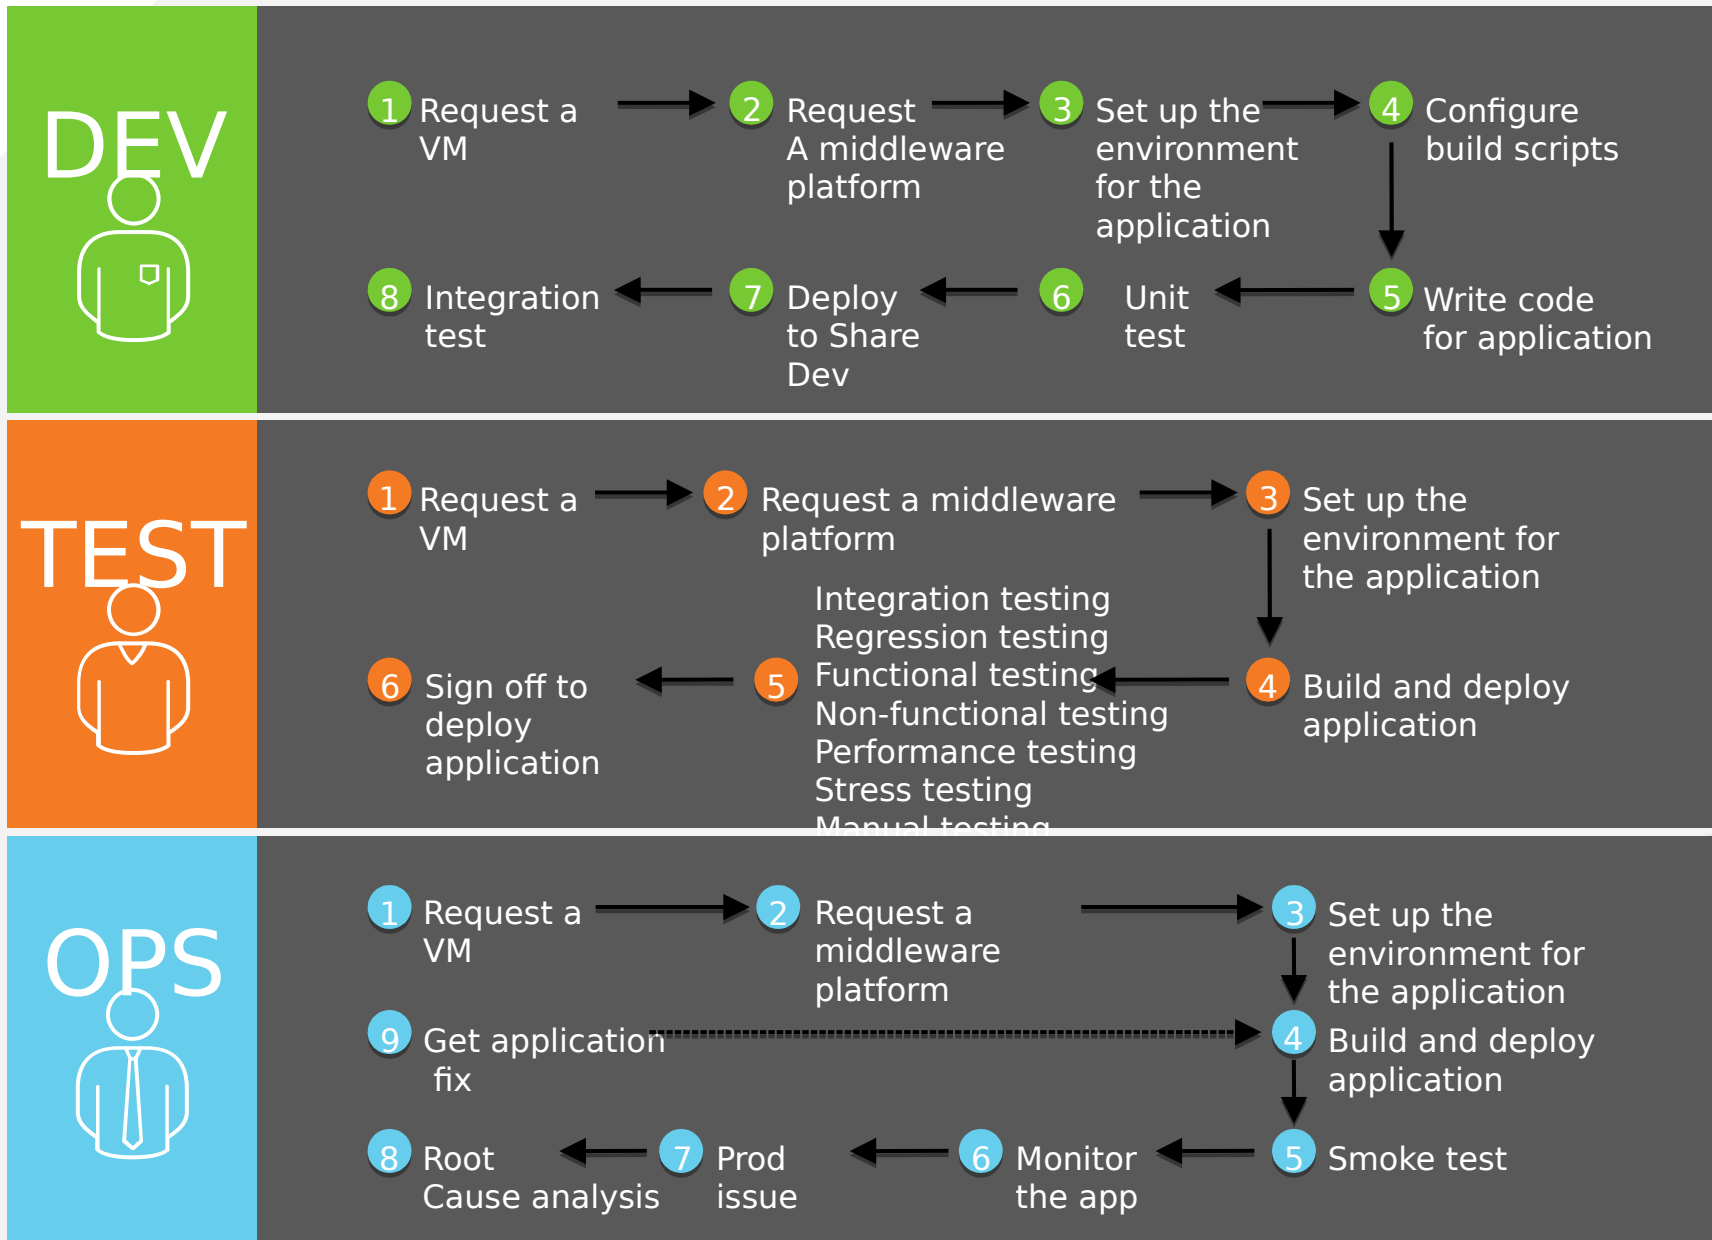 DEV
1 Request a
VM
2 Request
A middleware
platform
3 Set up the
environment
for the
application
4 Configure
build scripts
5 Write code
for application
6 Unit
test
7 Deploy
to Share
Dev
8 Integration
test
TEST
1 Request a
VM
2 Request a middleware
platform
3 Set up the
environment for
the application
4 Build and deploy
application
5 Integration testing
Regression testing
Functional testing
Non-functional testing
Performance testing
Stress testing
Manual testing
6 Sign off to
deploy
application
OPS
1 Request a
VM
2 Request a
middleware
platform
3 Set up the
environment for
the application
4 Build and deploy
application
5 Smoke test
6 Monitor
the app
7 Prod
issue
8 Root
Cause analysis
9 Get application
fix